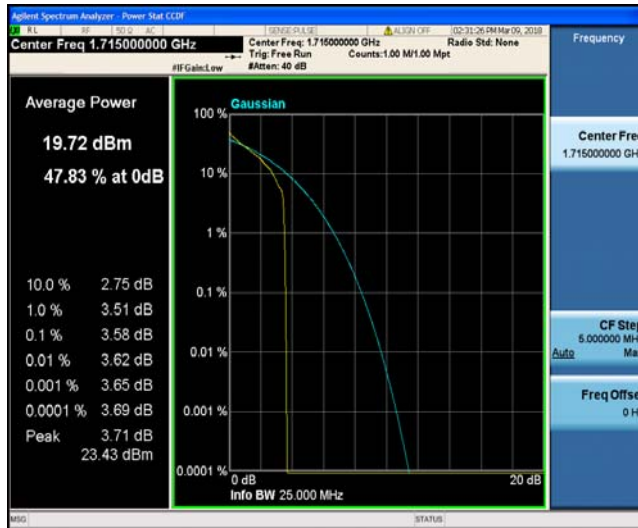 Agilent Spectrum Analyzer - Power Stat CCDF
RL RF 50 Ω AC SENSE:PULSE ALIGN OFF 02:31:26 PM Mar 09, 2018
Center Freq 1.715000000 GHz
Center Freq: 1.715000000 GHz Radio Std: None
Trig: Free Run Counts:1.00 M/1.00 Mpt
#IFGain:Low #Atten: 40 dB
Frequency
Average Power
19.72 dBm
47.83 % at 0dB
10.0 % 2.75 dB
1.0 % 3.51 dB
0.1 % 3.58 dB
0.01 % 3.62 dB
0.001 % 3.65 dB
0.0001 % 3.69 dB
Peak 3.71 dB
23.43 dBm
Gaussian
100 %
10 %
1 %
0.1 %
0.01 %
0.001 %
0.0001 %
0 dB 20 dB
Info BW 25.000 MHz
Center Fre
1.715000000 GH
CF Ste
5.000000 MH
Auto Ma
Freq Offse
0 H
MSG STATUS